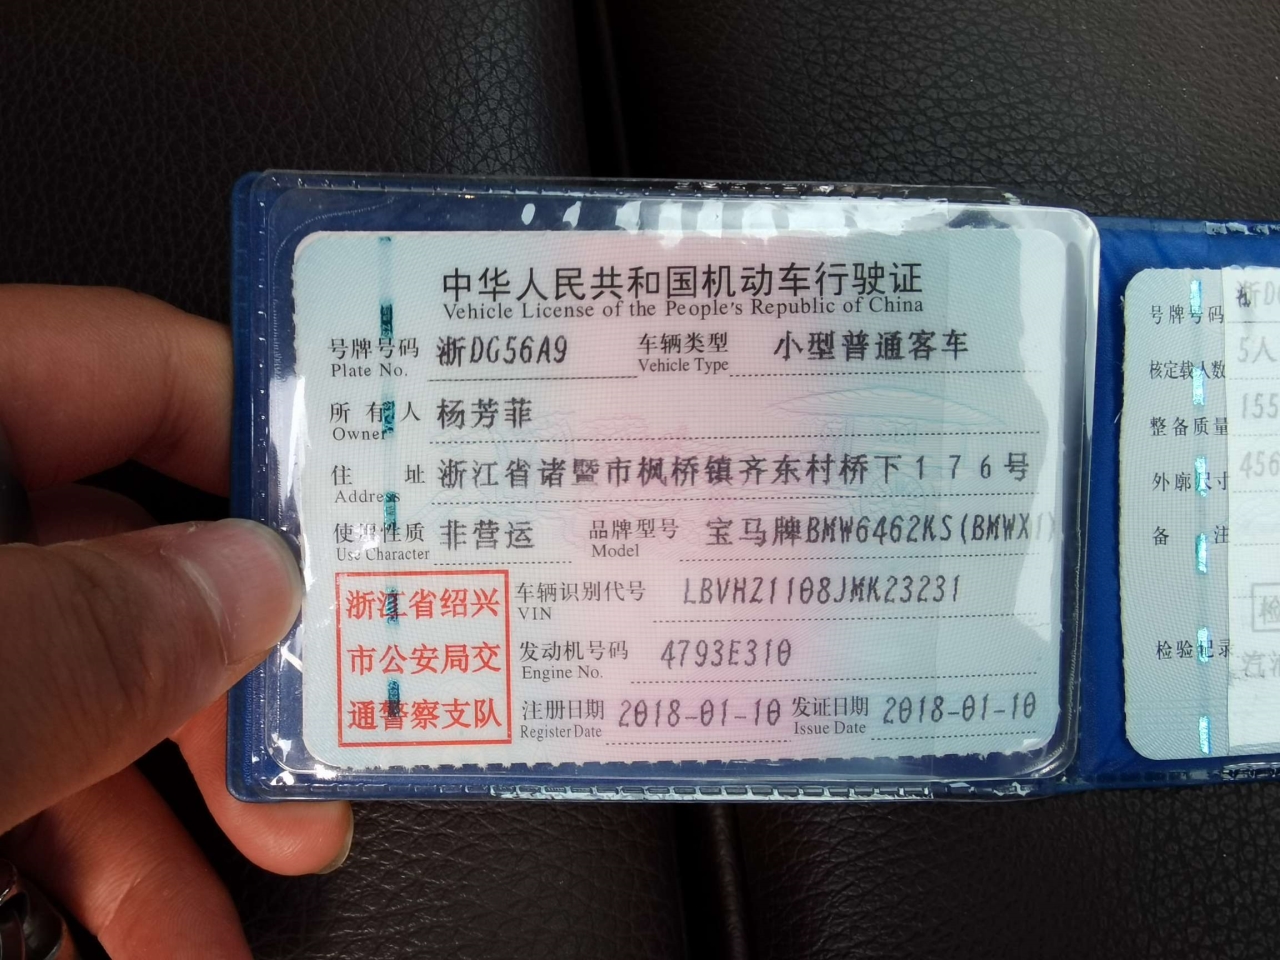 中华人民共和国机动车行驶证
Vehicle License of the People's Republic of China
号牌号码 浙DG56A9 车辆类型 小型普通客车
Plate No. Vehicle Type
所有人 杨芳菲
Owner
住址 浙江省诸暨市枫桥镇齐东村桥下176号
Address
使用性质 非营运 品牌型号 宝马牌BMW6462KS(BMWX1)
Use Character Model
浙江省绍兴
市公安局交
通警察支队
车辆识别代号 LBVHZ1108JMK23231
VIN
发动机号码 4793E310
Engine No.
注册日期 2018-01-10 发证日期 2018-01-10
Register Date Issue Date
号牌号码 浙DG
核定载人数 5人
整备质量 155
外廓尺寸 456
备注
检
检验记录 汽油